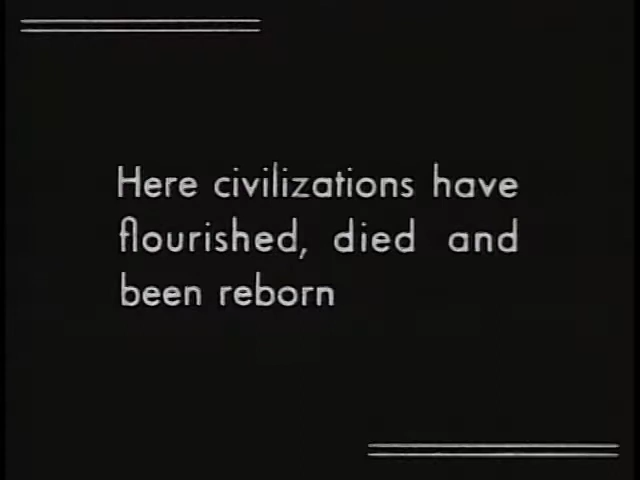 Here civilizations have
flourished, died and
been reborn